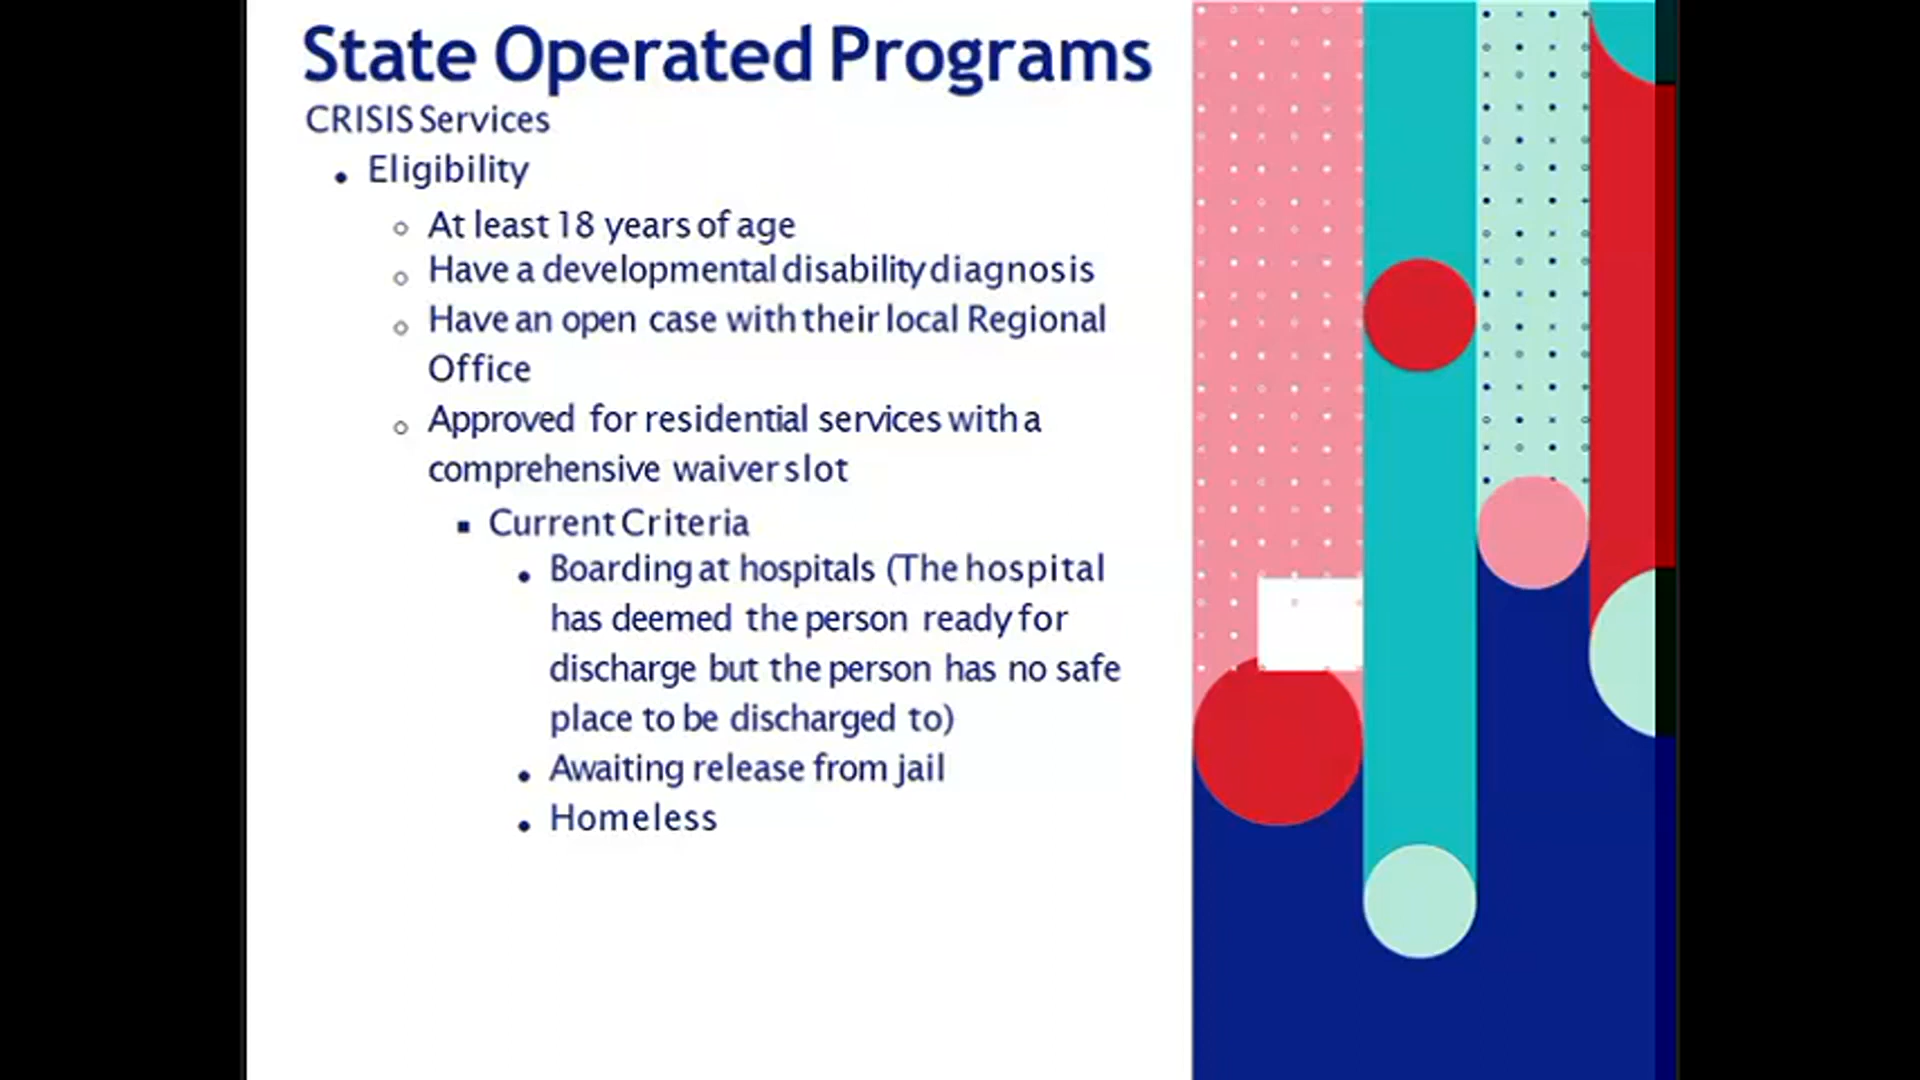 State Operated Programs
CRISIS Services
• Eligibility
○ At least 18 years of age
○ Have a developmental disability diagnosis
○ Have an open case with their local Regional
Office
○ Approved for residential services with a
comprehensive waiver slot
▪ Current Criteria
• Boarding at hospitals (The hospital
has deemed the person ready for
discharge but the person has no safe
place to be discharged to)
• Awaiting release from jail
• Homeless